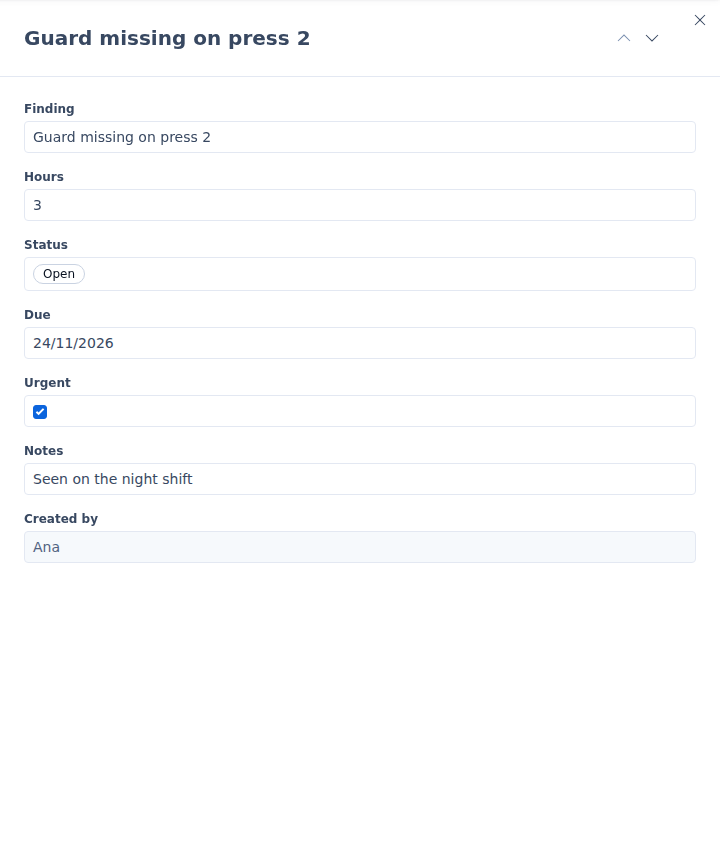 Guard missing on press 2
Finding
Guard missing on press 2
Hours
3
Status
Open
Due
24/11/2026
Urgent
Notes
Seen on the night shift
Created by
Ana